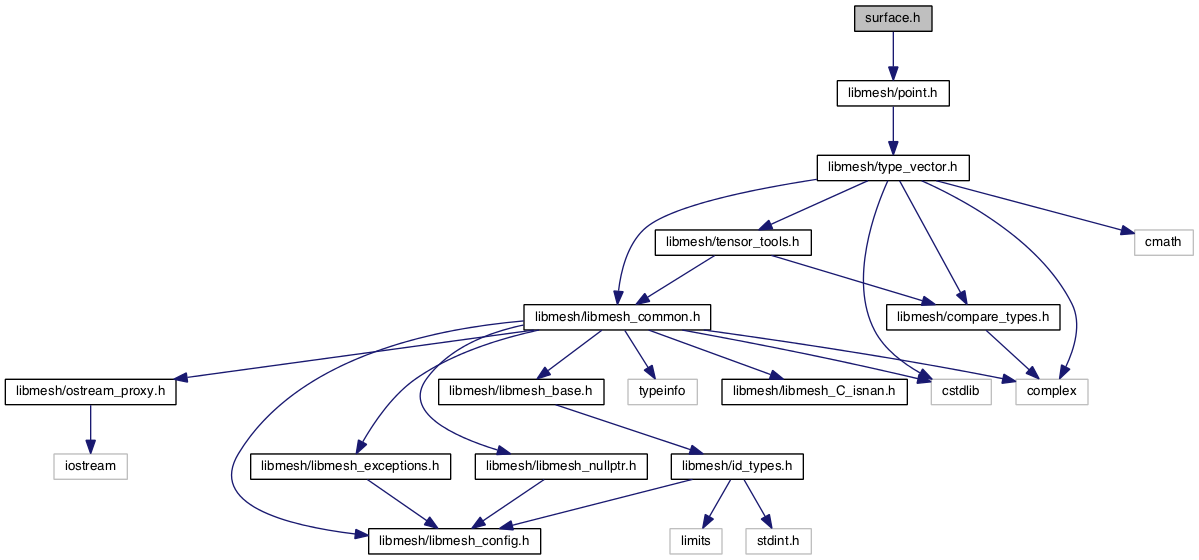 surface.h
libmesh/point.h
libmesh/type_vector.h
libmesh/tensor_tools.h
cmath
libmesh/libmesh_common.h
libmesh/compare_types.h
libmesh/ostream_proxy.h
libmesh/libmesh_base.h
typeinfo
libmesh/libmesh_C_isnan.h
cstdlib
complex
iostream
libmesh/libmesh_exceptions.h
libmesh/libmesh_nullptr.h
libmesh/id_types.h
libmesh/libmesh_config.h
limits
stdint.h